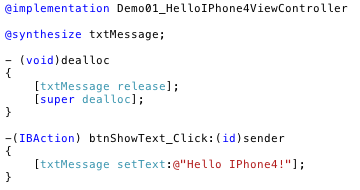 @implementation Demo01_HelloIPhone4ViewController
@synthesize txtMessage;
- (void)dealloc
{
    [txtMessage release];
    [super dealloc];
}
-(IBAction) btnShowText_Click:(id)sender
{
    [txtMessage setText:@"Hello IPhone4!"];
}